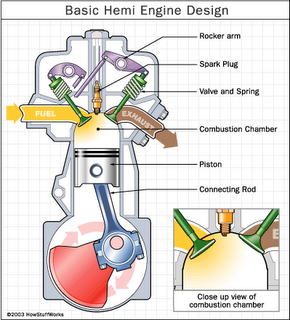 Basic Hemi Engine Design
Rocker arm
Spark Plug
Valve and Spring
FUEL
EXHAUST
Combustion Chamber
Piston
Connecting Rod
Close up view of
combustion chamber
©2003 HowStuffWorks